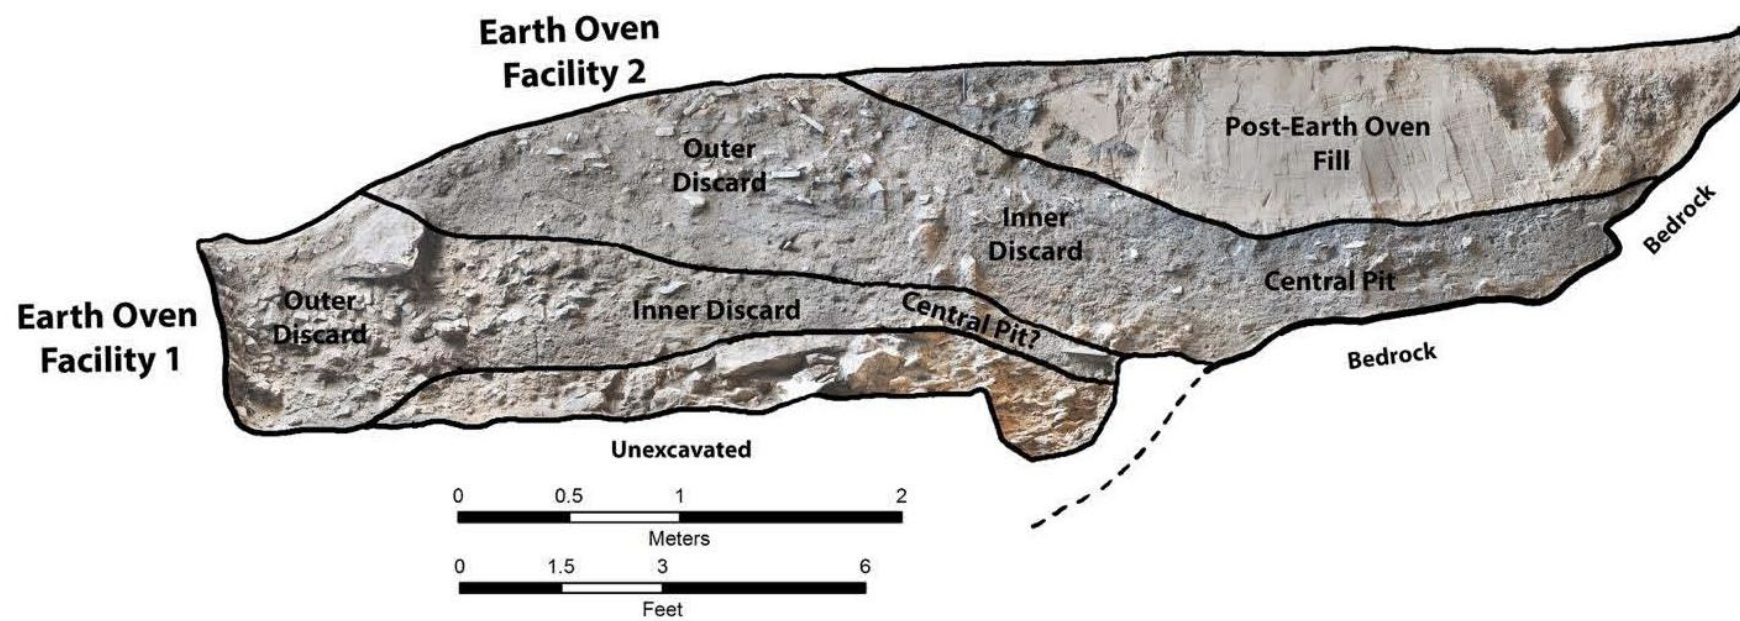 Earth Oven
Facility 2
Outer
Discard
Post-Earth Oven
Fill
Inner
Discard
Bedrock
Central Pit
Earth Oven
Facility 1
Outer
Discard
Inner Discard
Central Pit?
Bedrock
Unexcavated
0 0.5 1 2
Meters
0 1.5 3 6
Feet